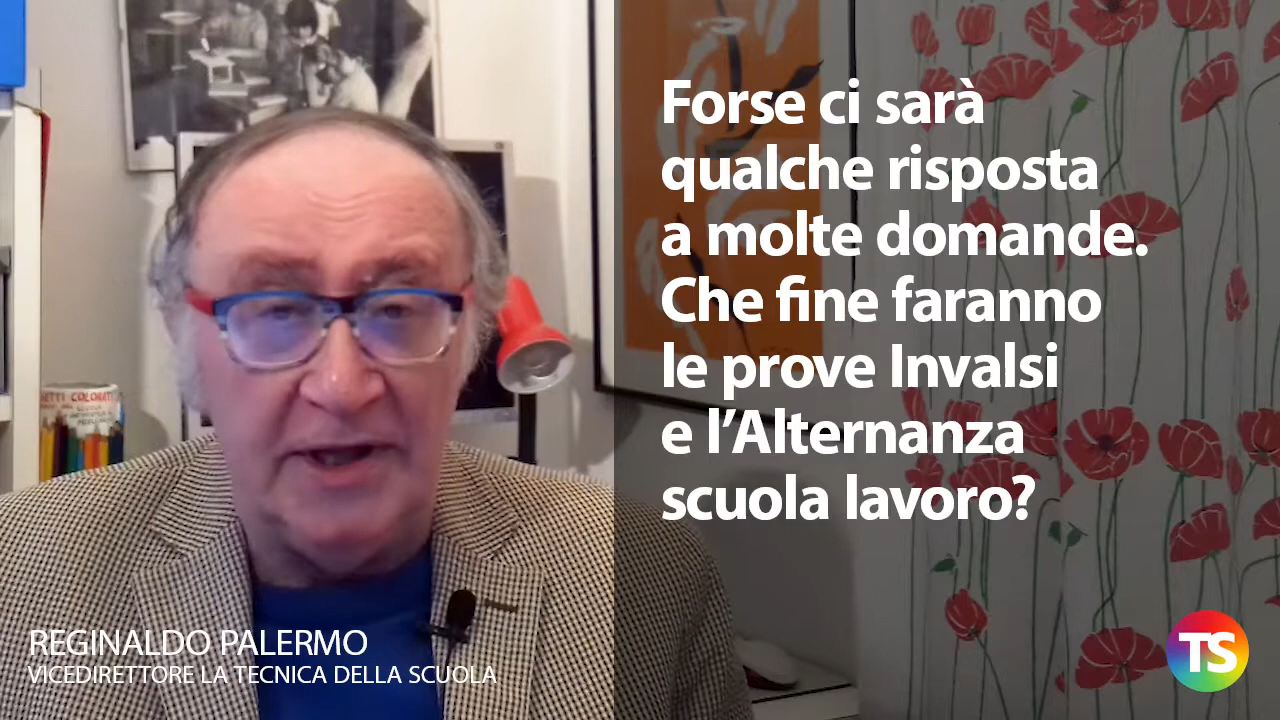 Forse ci sarà
qualche risposta
a molte domande.
Che fine faranno
le prove Invalsi
e l'Alternanza
scuola lavoro?
REGINALDO PALERMO
VICEDIRETTORE LA TECNICA DELLA SCUOLA
TS